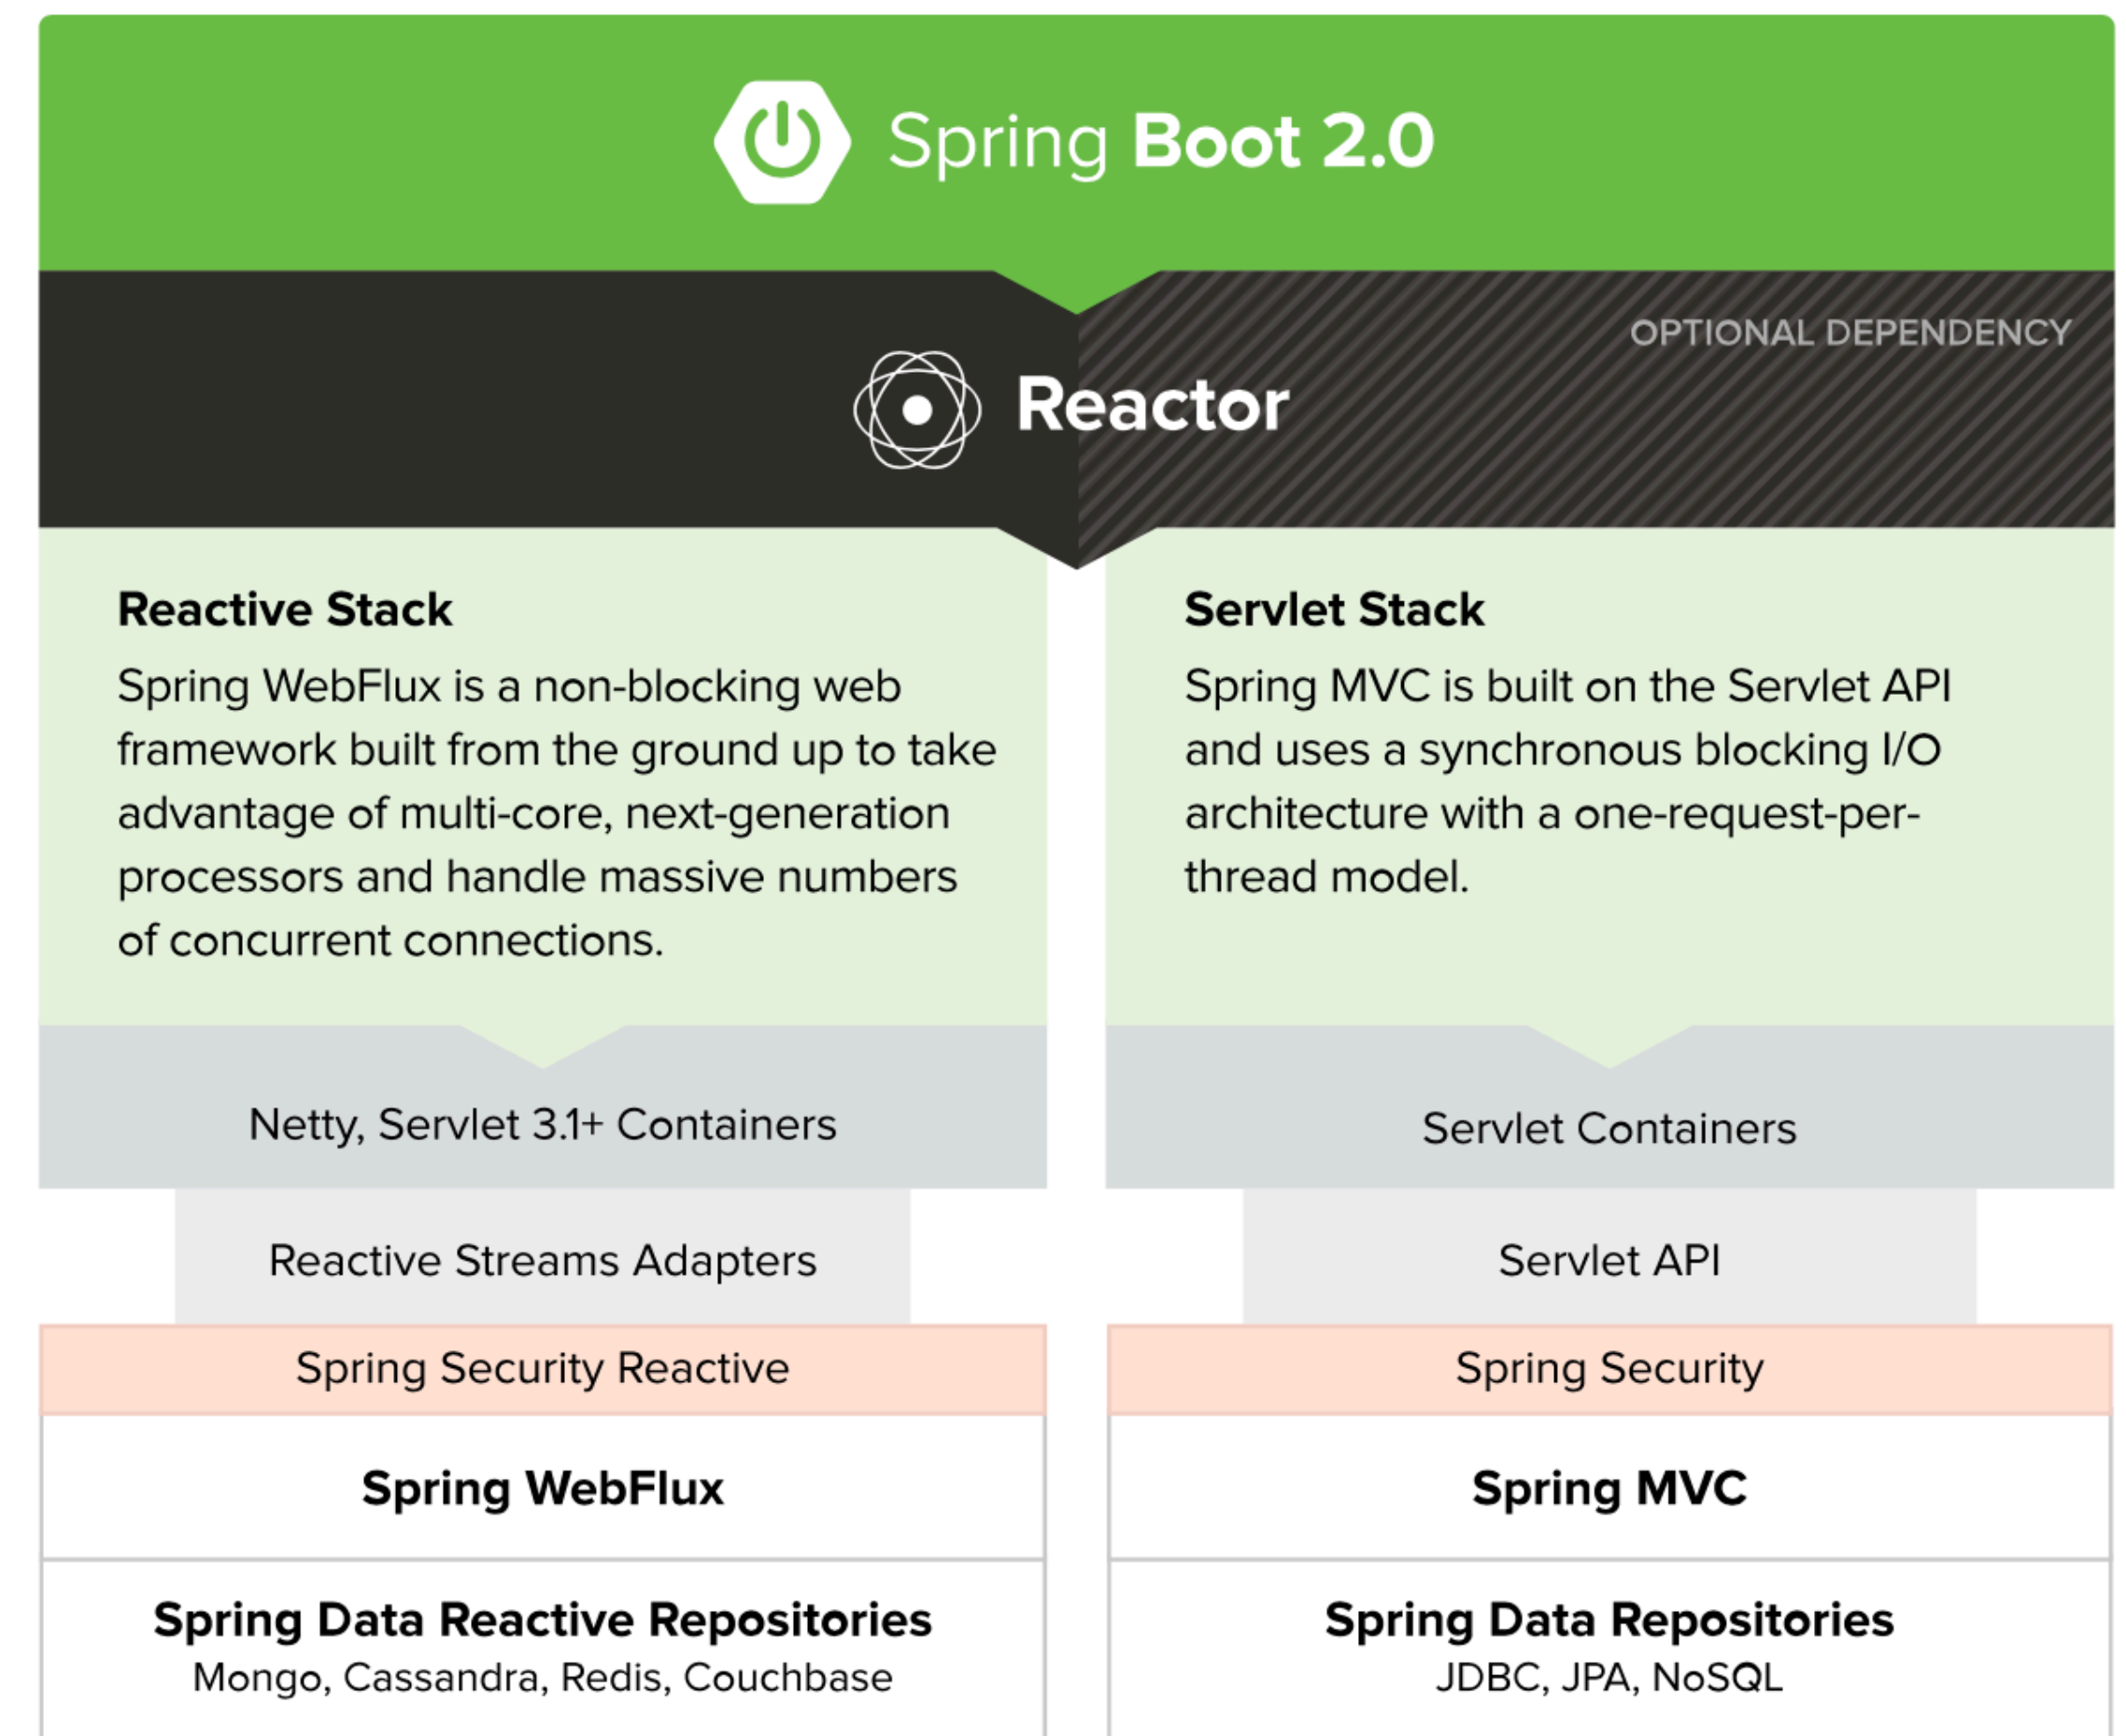 Spring Boot 2.0
OPTIONAL DEPENDENCY
Reactor
Reactive Stack
Spring WebFlux is a non-blocking web
framework built from the ground up to take
advantage of multi-core, next-generation
processors and handle massive numbers
of concurrent connections.
Servlet Stack
Spring MVC is built on the Servlet API
and uses a synchronous blocking I/O
architecture with a one-request-per-
thread model.
Netty, Servlet 3.1+ Containers
Servlet Containers
Reactive Streams Adapters
Servlet API
Spring Security Reactive
Spring Security
Spring WebFlux
Spring MVC
Spring Data Reactive Repositories
Mongo, Cassandra, Redis, Couchbase
Spring Data Repositories
JDBC, JPA, NoSQL